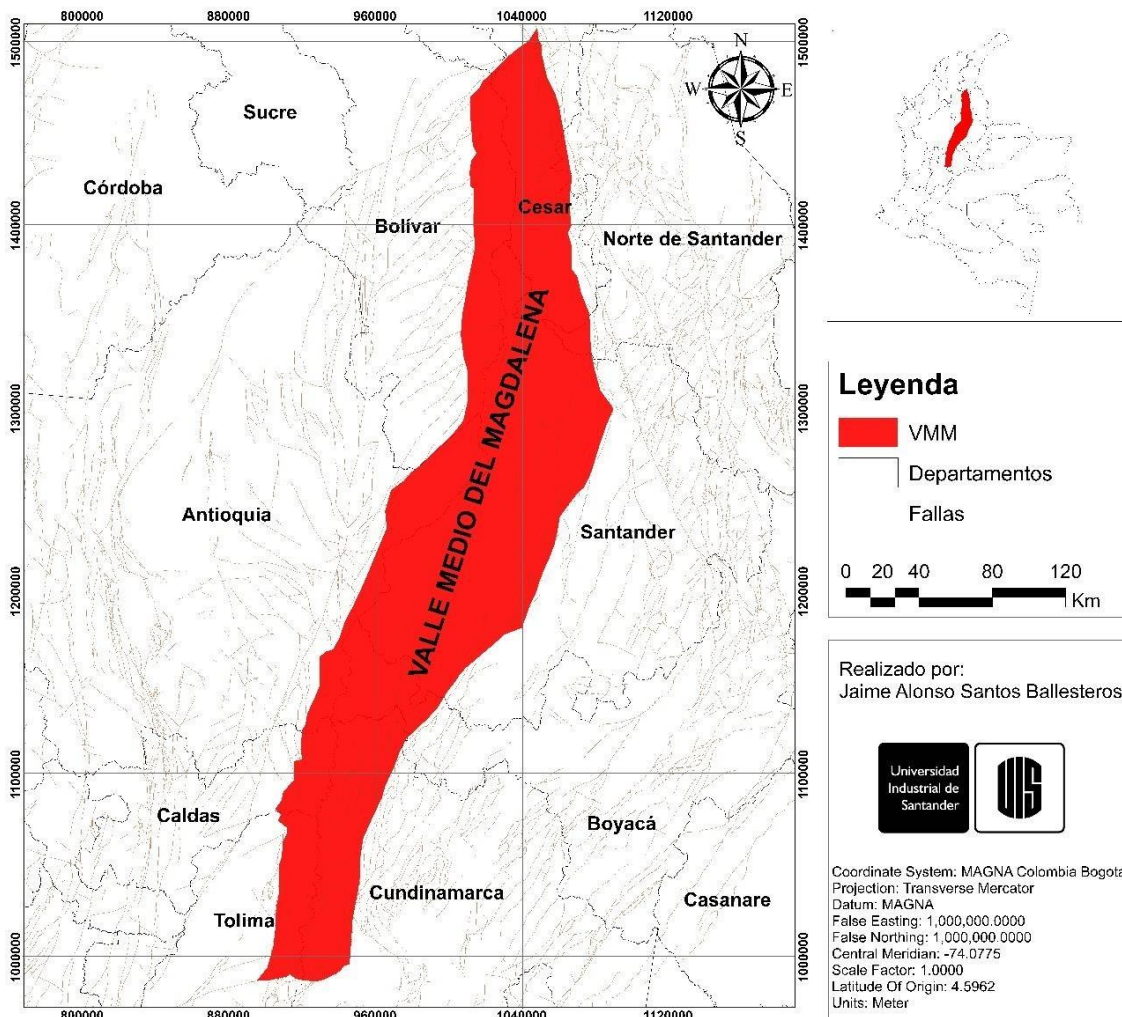 800000 880000 960000 1040000 1120000
1500000
1400000
1300000
1200000
1100000
1000000
1500000
1400000
1300000
1200000
1100000
1000000
N
W E
S
Sucre
Córdoba
Bolívar
Cesar
Norte de Santander
VALLE MEDIO DEL MAGDALENA
Antioquia
Santander
Caldas
Boyacá
Cundinamarca
Casanare
Tolima
800000 880000 960000 1040000 1120000
Leyenda
VMM
Departamentos
Fallas
0 20 40 80 120
Km
Realizado por:
Jaime Alonso Santos Ballesteros
Universidad
Industrial de
Santander
UIS
Coordinate System: MAGNA Colombia Bogota
Projection: Transverse Mercator
Datum: MAGNA
False Easting: 1,000,000.0000
False Northing: 1,000,000.0000
Central Meridian: -74.0775
Scale Factor: 1.0000
Latitude Of Origin: 4.5962
Units: Meter